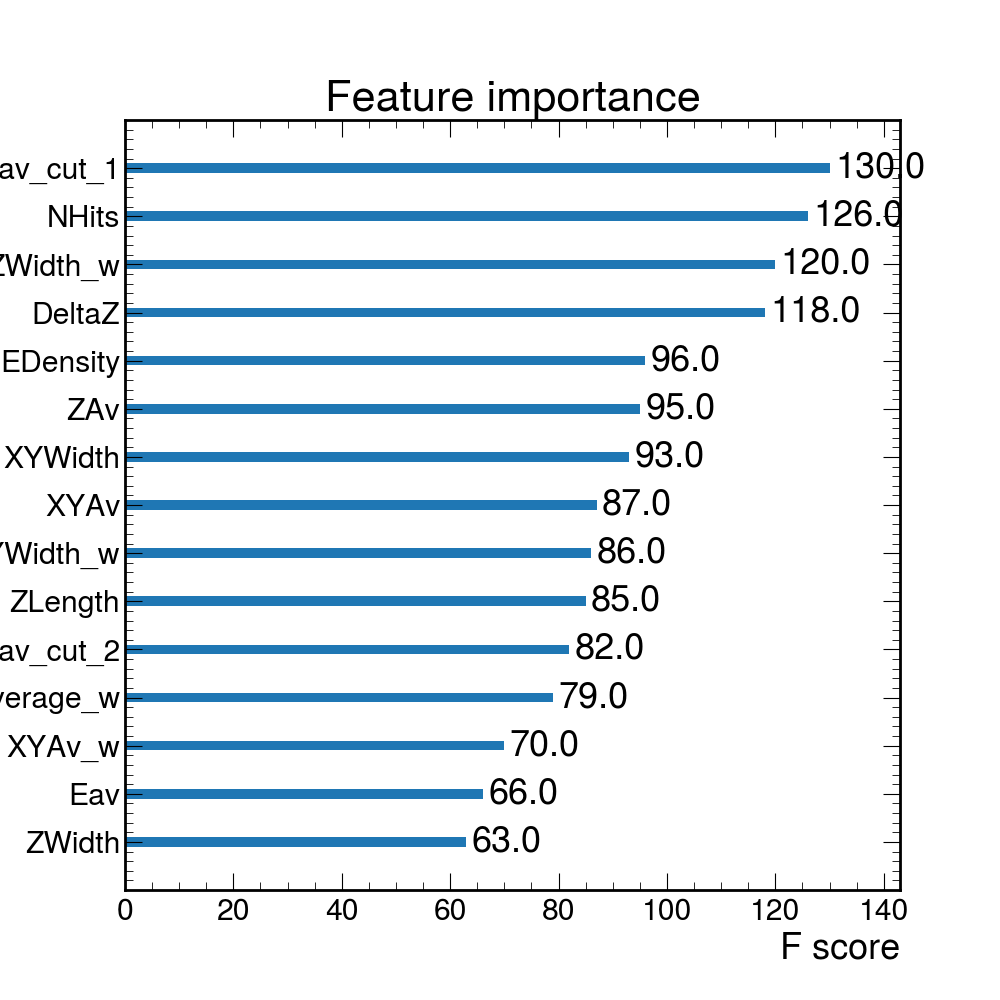 Feature importance
av_cut_1 130.0
NHits 126.0
ZWidth_w 120.0
DeltaZ 118.0
EDensity 96.0
ZAv 95.0
XYWidth 93.0
XYAv 87.0
YWidth_w 86.0
ZLength 85.0
av_cut_2 82.0
verage_w 79.0
XYAv_w 70.0
Eav 66.0
ZWidth 63.0
0 20 40 60 80 100 120 140
F score